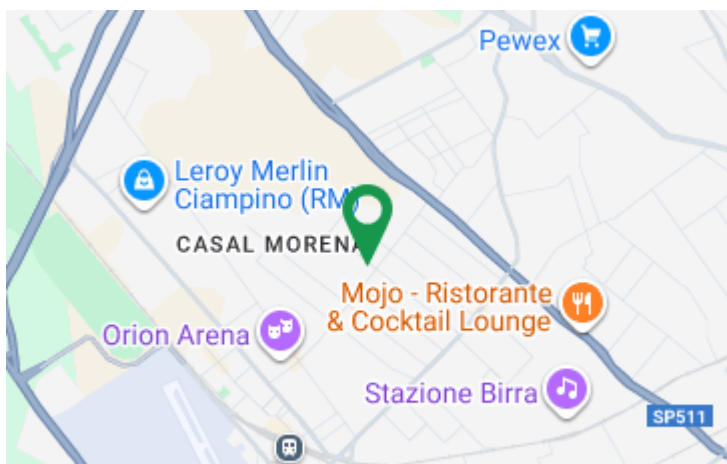 Pewex
Leroy Merlin
Ciampino (RM)
CASAL MORENA
Mojo - Ristorante
& Cocktail Lounge
Orion Arena
Stazione Birra
SP511